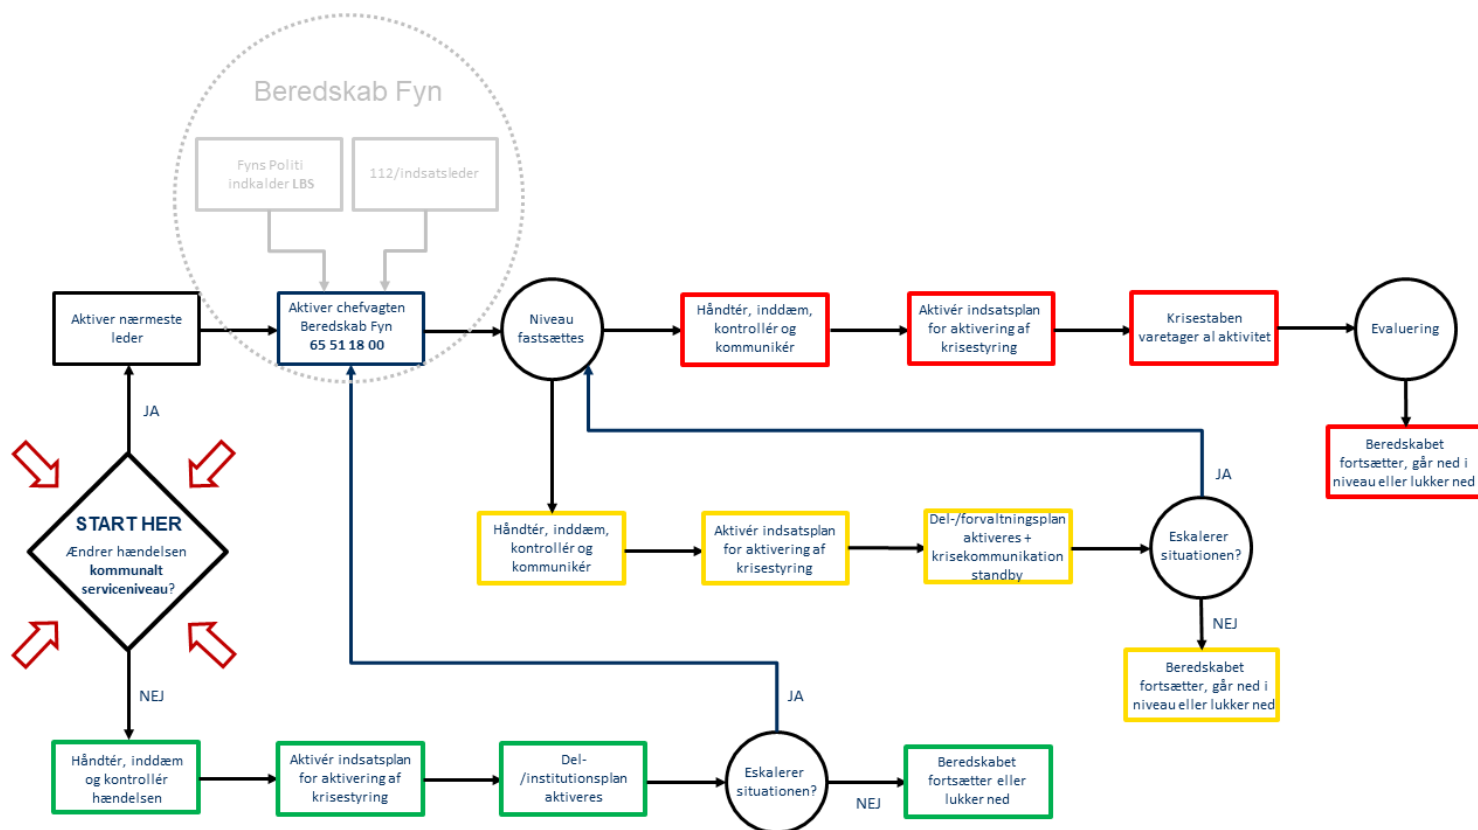 Beredskab Fyn
Fyns Politi
indkalder LBS
112/indsatsleder
Aktiver nærmeste
leder
Aktiver chefvagten
Beredskab Fyn
65 51 18 00
Niveau
fastsættes
Håndtér, inddæm,
kontrollér og
kommunikér
Aktivér indsatsplan
for aktivering af
krisestyring
Krisestaben
varetager al aktivitet
Evaluering
Beredskabet
fortsætter, går ned i
niveau eller lukker ned
JA
START HER
Ændrer hændelsen
kommunalt
serviceniveau?
NEJ
Håndtér, inddæm,
kontrollér og
kommunikér
Aktivér indsatsplan
for aktivering af
krisestyring
Del-/forvaltningsplan
aktiveres +
krisekommunikation
standby
Eskalerer
situationen?
JA
NEJ
Beredskabet
fortsætter, går ned i
niveau eller lukker ned
Håndtér, inddæm
og kontrollér
hændelsen
Aktivér indsatsplan
for aktivering af
krisestyring
Del-
/institutionsplan
aktiveres
Eskalerer
situationen?
JA
NEJ
Beredskabet
fortsætter eller
lukker ned